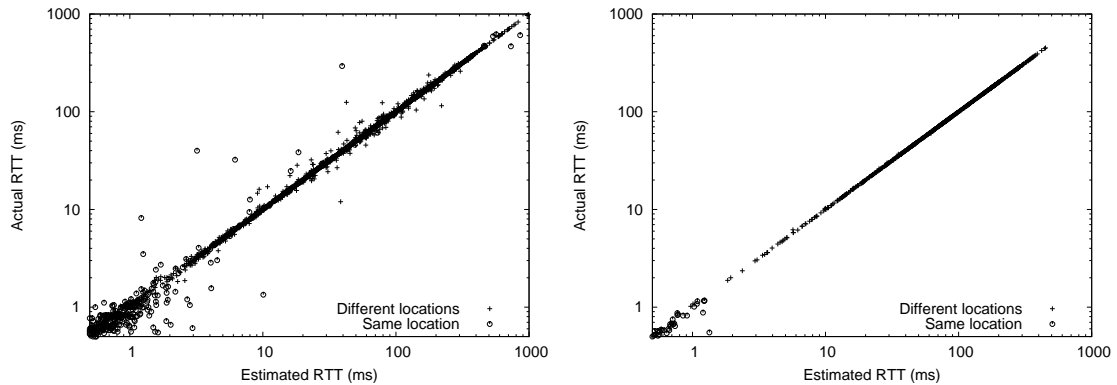 1000
100
10
1
Actual RTT (ms)
1 10 100 1000
Estimated RTT (ms)
Different locations
Same location
1000
100
10
1
Actual RTT (ms)
1 10 100 1000
Estimated RTT (ms)
Different locations
Same location